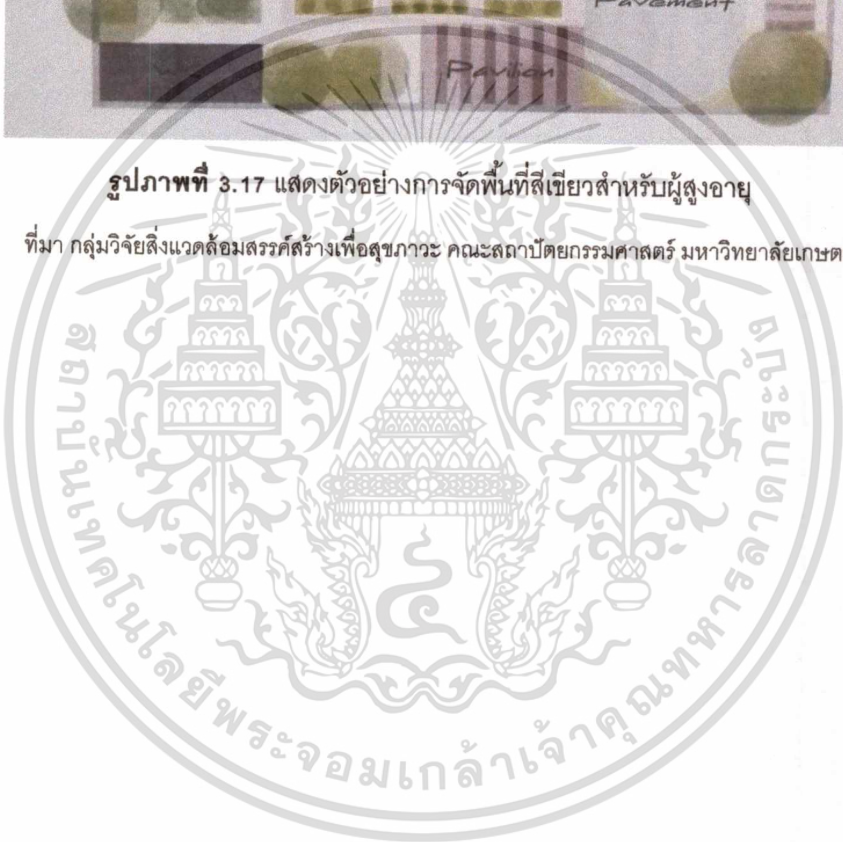 Pavement
Pavilion
รูปภาพที่ 3.17 แสดงตัวอย่างการจัดพื้นที่สีเขียวสำหรับผู้สูงอายุ
ที่มา กลุ่มวิจัยสิ่งแวดล้อมสรรค์สร้างเพื่อสุขภาวะ คณะสถาปัตยกรรมศาสตร์ มหาวิทยาลัยเกษต
สถาบันเทคโนโลยีพระจอมเกล้าเจ้าคุณทหารลาดกระบัง